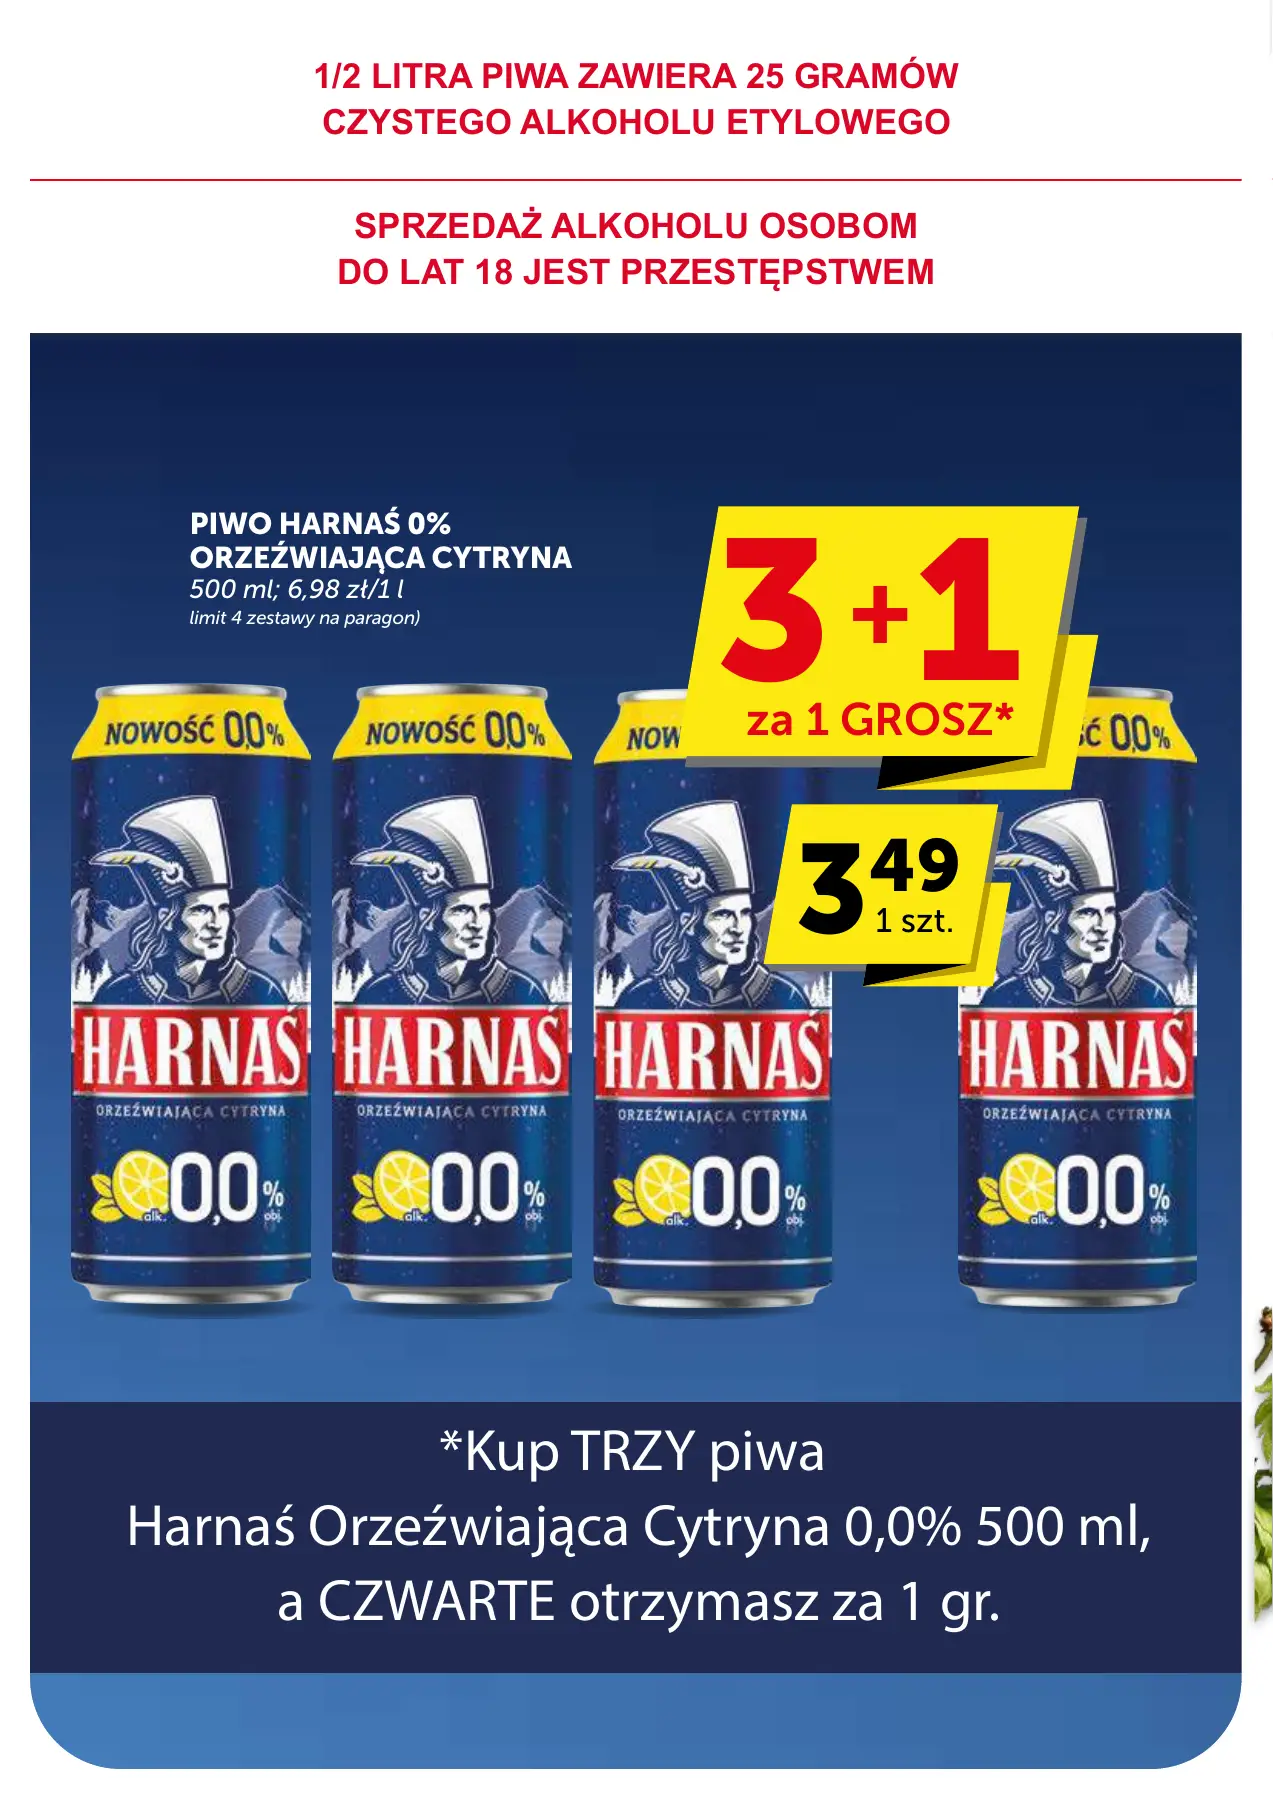 1/2 LITRA PIWA ZAWIERA 25 GRAMÓW
CZYSTEGO ALKOHOLU ETYLOWEGO
SPRZEDAŻ ALKOHOLU OSOBOM
DO LAT 18 JEST PRZESTĘPSTWEM
PIWO HARNAŚ 0%
ORZEŹWIAJĄCA CYTRYNA
500 ml; 6,98 zł/1 l
limit 4 zestawy na paragon)
3+1
za 1 GROSZ*
3 49
1 szt.
NOWOŚĆ 0,0%
HARNAŚ
ORZEŹWIAJĄCA CYTRYNA
alk. 0,0% obj.
NOWOŚĆ 0,0%
HARNAŚ
ORZEŹWIAJĄCA CYTRYNA
alk. 0,0% obj.
NOW
HARNAŚ
ORZEŹWIAJĄCA CYTRYNA
alk. 0,0% obj.
ŚĆ 0,0%
HARNAŚ
ORZEŹWIAJĄCA CYTRYNA
alk. 0,0% obj.
*Kup TRZY piwa
Harnaś Orzeźwiająca Cytryna 0,0% 500 ml,
a CZWARTE otrzymasz za 1 gr.